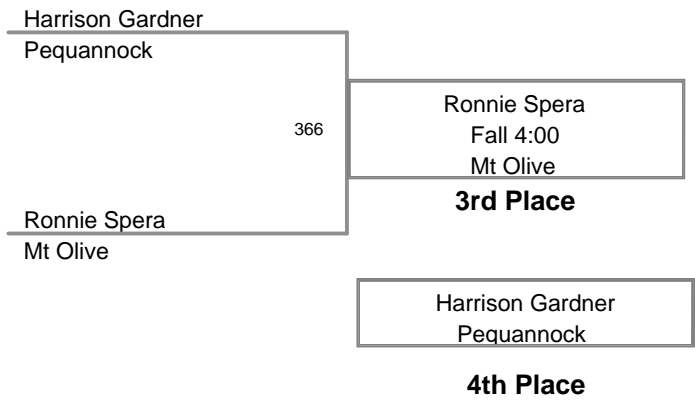 Harrison Gardner
Pequannock
366
Ronnie Spera
Fall 4:00
Mt Olive
3rd Place
Ronnie Spera
Mt Olive
Harrison Gardner
Pequannock
4th Place